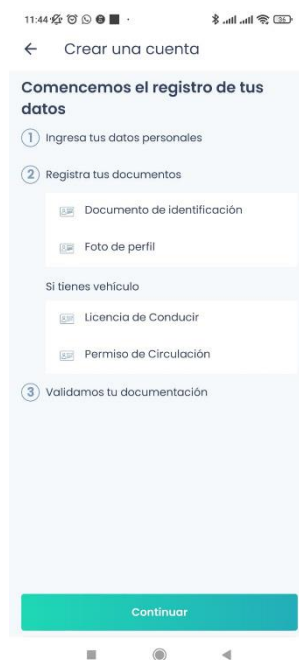 11:44
36
Crear una cuenta
Comencemos el registro de tus
datos
1 Ingresa tus datos personales
2 Registra tus documentos
Documento de identificación
Foto de perfil
Si tienes vehículo
Licencia de Conducir
Permiso de Circulación
3 Validamos tu documentación
Continuar